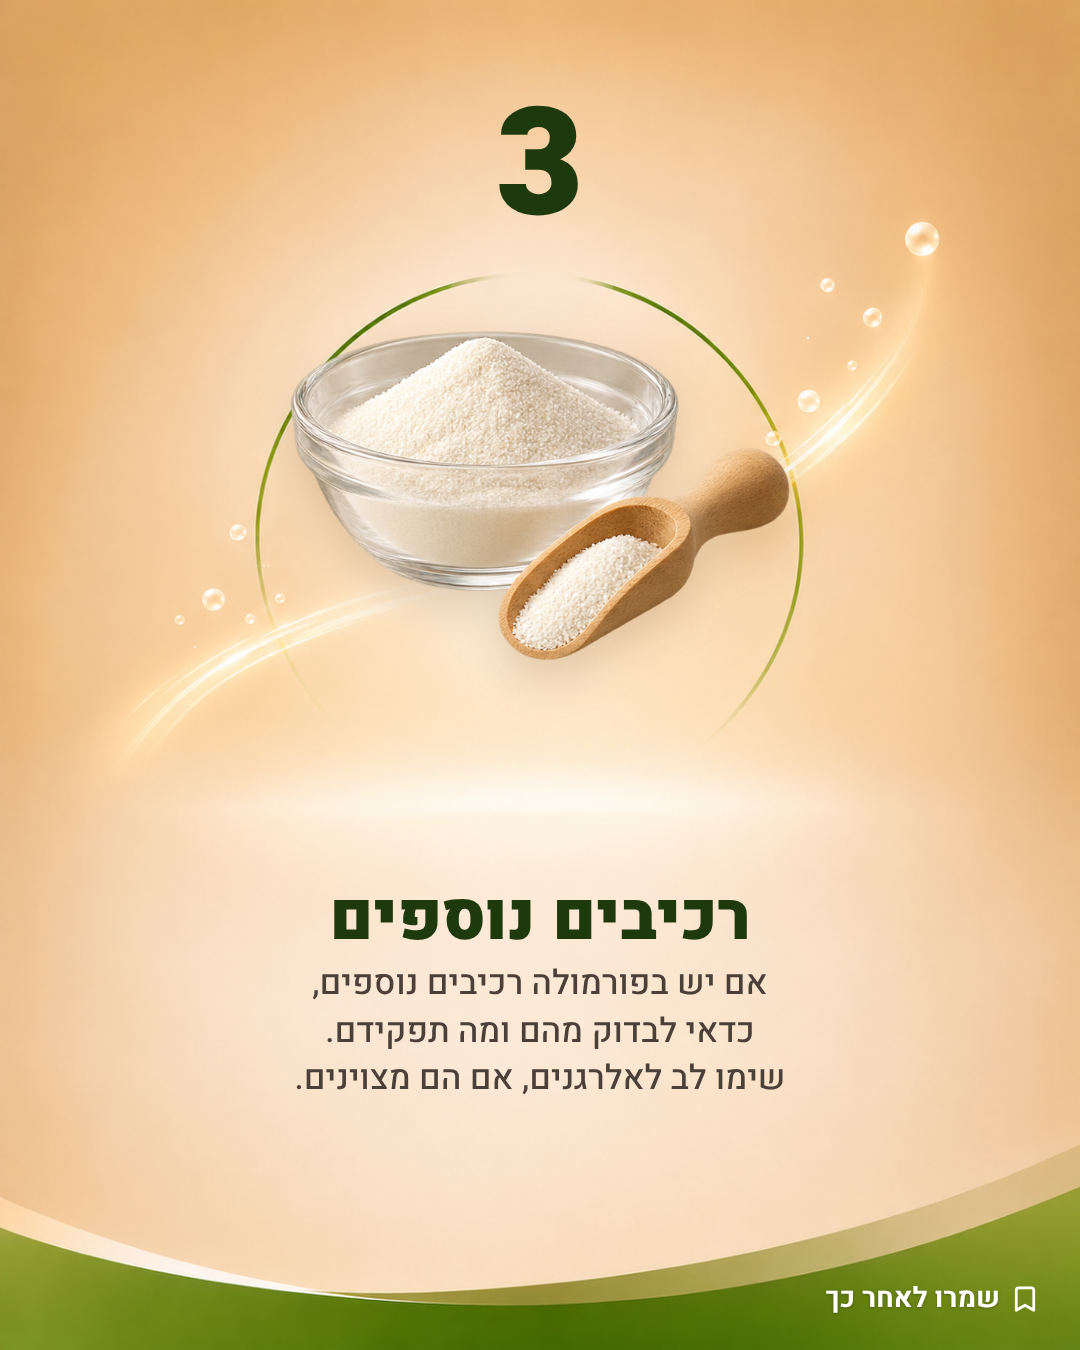 3
רכיבים נוספים
אם יש בפורמולה רכיבים נוספים,
כדאי לבדוק מהם ומה תפקידם.
שימו לב לאלרגנים, אם הם מצוינים.
שמרו לאחר כך